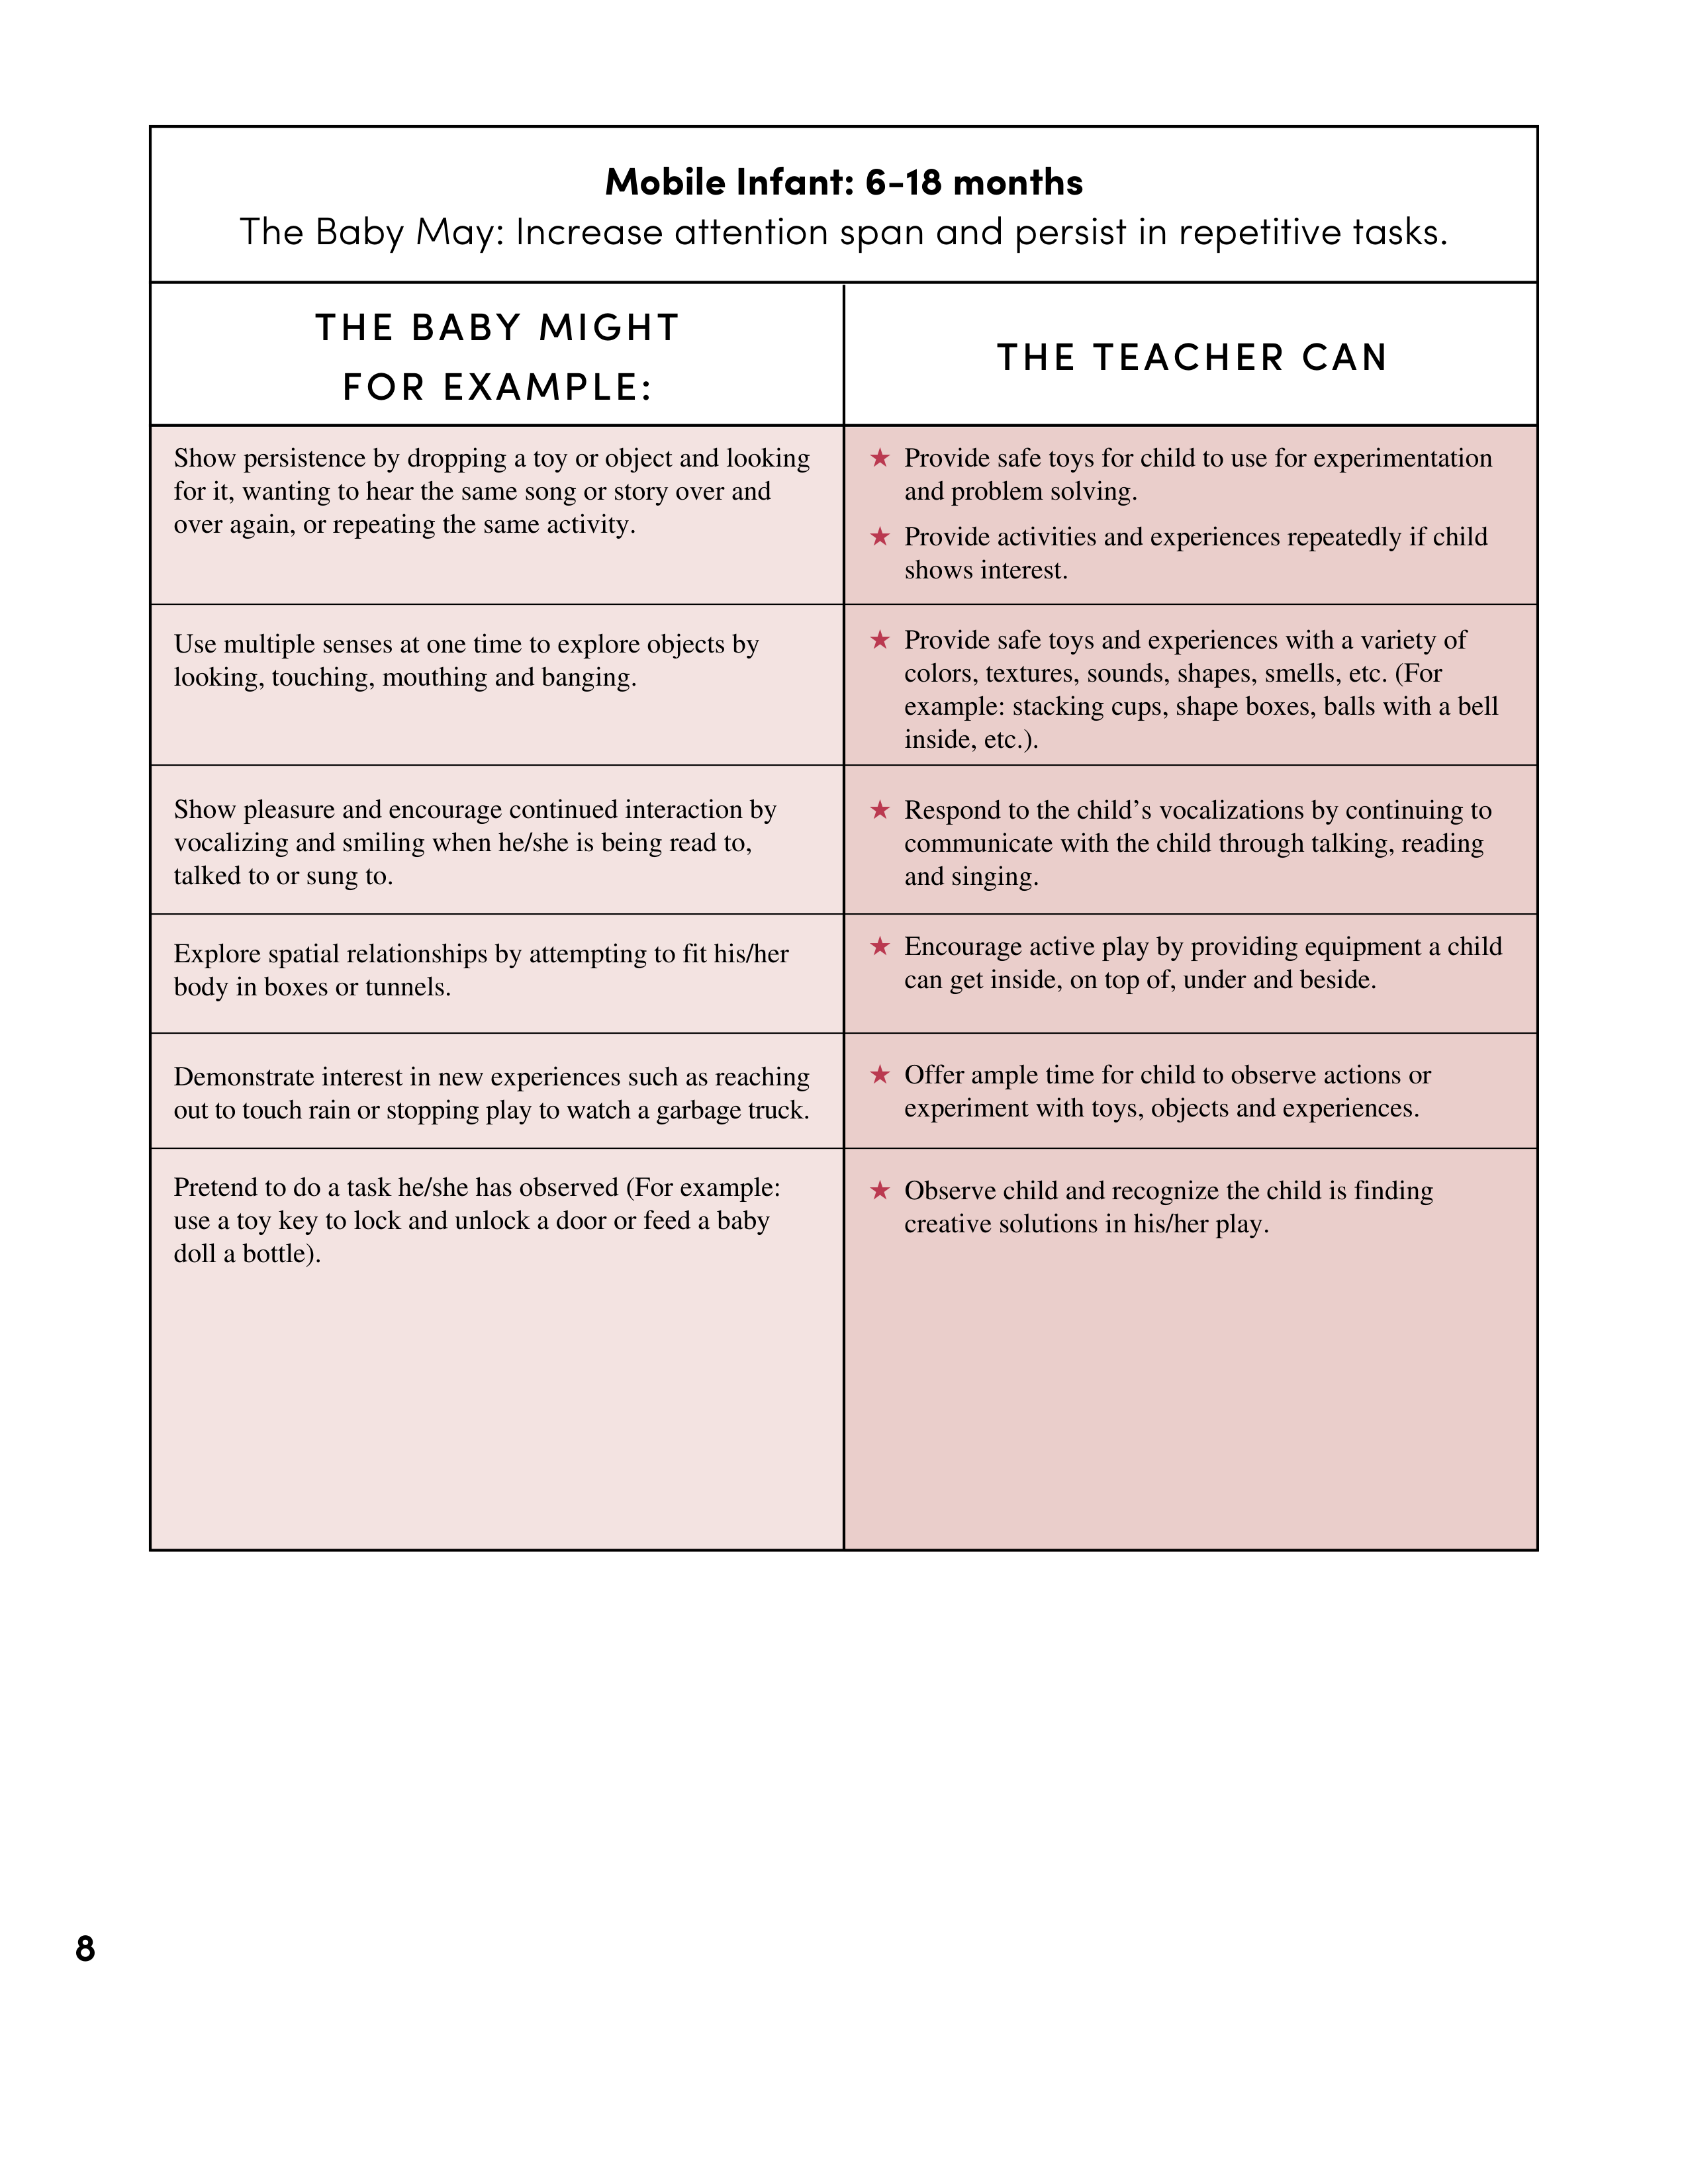 Mobile Infant: 6-18 months
The Baby May: Increase attention span and persist in repetitive tasks.
THE BABY MIGHT
FOR EXAMPLE:
THE TEACHER CAN
Show persistence by dropping a toy or object and looking
for it, wanting to hear the same song or story over and
over again, or repeating the same activity.
★ Provide safe toys for child to use for experimentation
and problem solving.
★ Provide activities and experiences repeatedly if child
shows interest.
Use multiple senses at one time to explore objects by
looking, touching, mouthing and banging.
★ Provide safe toys and experiences with a variety of
colors, textures, sounds, shapes, smells, etc. (For
example: stacking cups, shape boxes, balls with a bell
inside, etc.).
Show pleasure and encourage continued interaction by
vocalizing and smiling when he/she is being read to,
talked to or sung to.
★ Respond to the child’s vocalizations by continuing to
communicate with the child through talking, reading
and singing.
Explore spatial relationships by attempting to fit his/her
body in boxes or tunnels.
★ Encourage active play by providing equipment a child
can get inside, on top of, under and beside.
Demonstrate interest in new experiences such as reaching
out to touch rain or stopping play to watch a garbage truck.
★ Offer ample time for child to observe actions or
experiment with toys, objects and experiences.
Pretend to do a task he/she has observed (For example:
use a toy key to lock and unlock a door or feed a baby
doll a bottle).
★ Observe child and recognize the child is finding
creative solutions in his/her play.
8